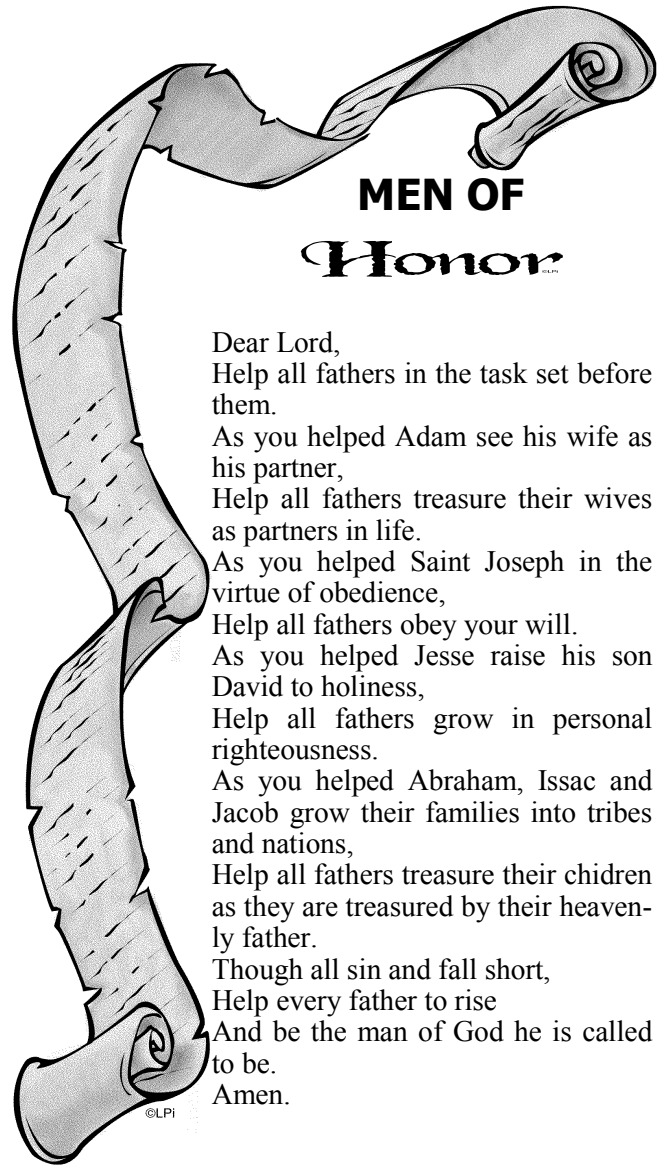 MEN OF
Honor ©LPi
Dear Lord,
Help all fathers in the task set before
them.
As you helped Adam see his wife as
his partner,
Help all fathers treasure their wives
as partners in life.
As you helped Saint Joseph in the
virtue of obedience,
Help all fathers obey your will.
As you helped Jesse raise his son
David to holiness,
Help all fathers grow in personal
righteousness.
As you helped Abraham, Issac and
Jacob grow their families into tribes
and nations,
Help all fathers treasure their chidren
as they are treasured by their heaven-
ly father.
Though all sin and fall short,
Help every father to rise
And be the man of God he is called
to be.
Amen.
©LPi